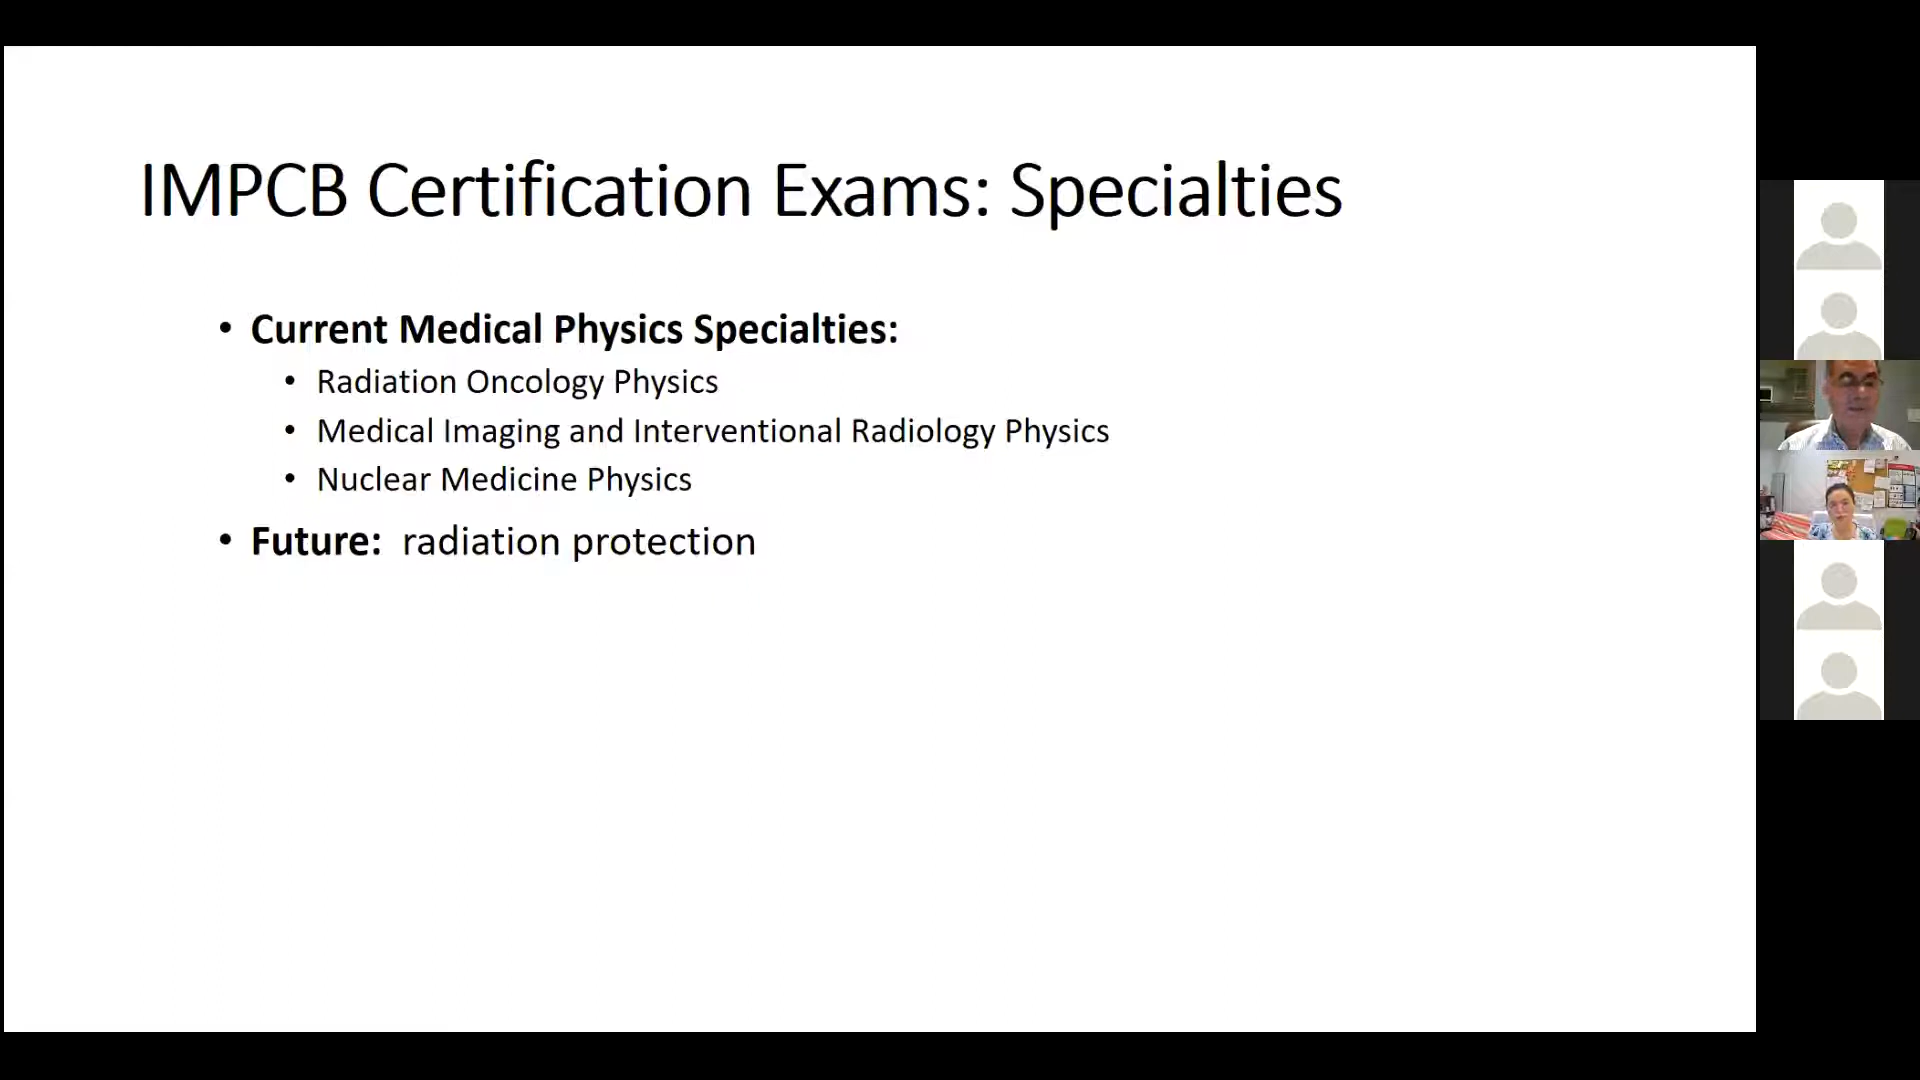 IMPCB Certification Exams: Specialties
• Current Medical Physics Specialties:
• Radiation Oncology Physics
• Medical Imaging and Interventional Radiology Physics
• Nuclear Medicine Physics
• Future: radiation protection